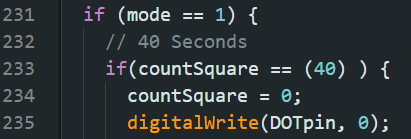 231 if (mode == 1) {
232 // 40 Seconds
233 if(countSquare == (40) ) {
234 countSquare = 0;
235 digitalWrite(DOTpin, 0);